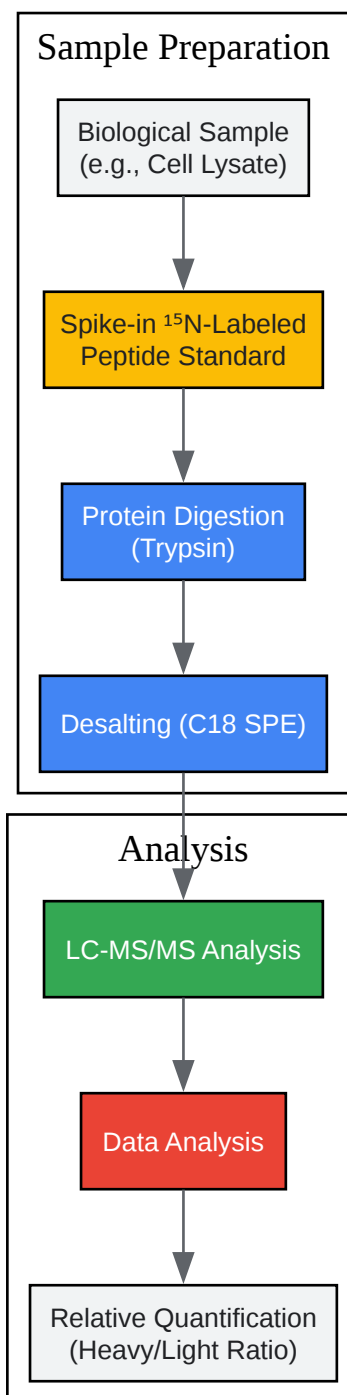 Sample Preparation
Biological Sample
(e.g., Cell Lysate)
Spike-in ¹⁵N-Labeled
Peptide Standard
Protein Digestion
(Trypsin)
Desalting (C18 SPE)
Analysis
LC-MS/MS Analysis
Data Analysis
Relative Quantification
(Heavy/Light Ratio)